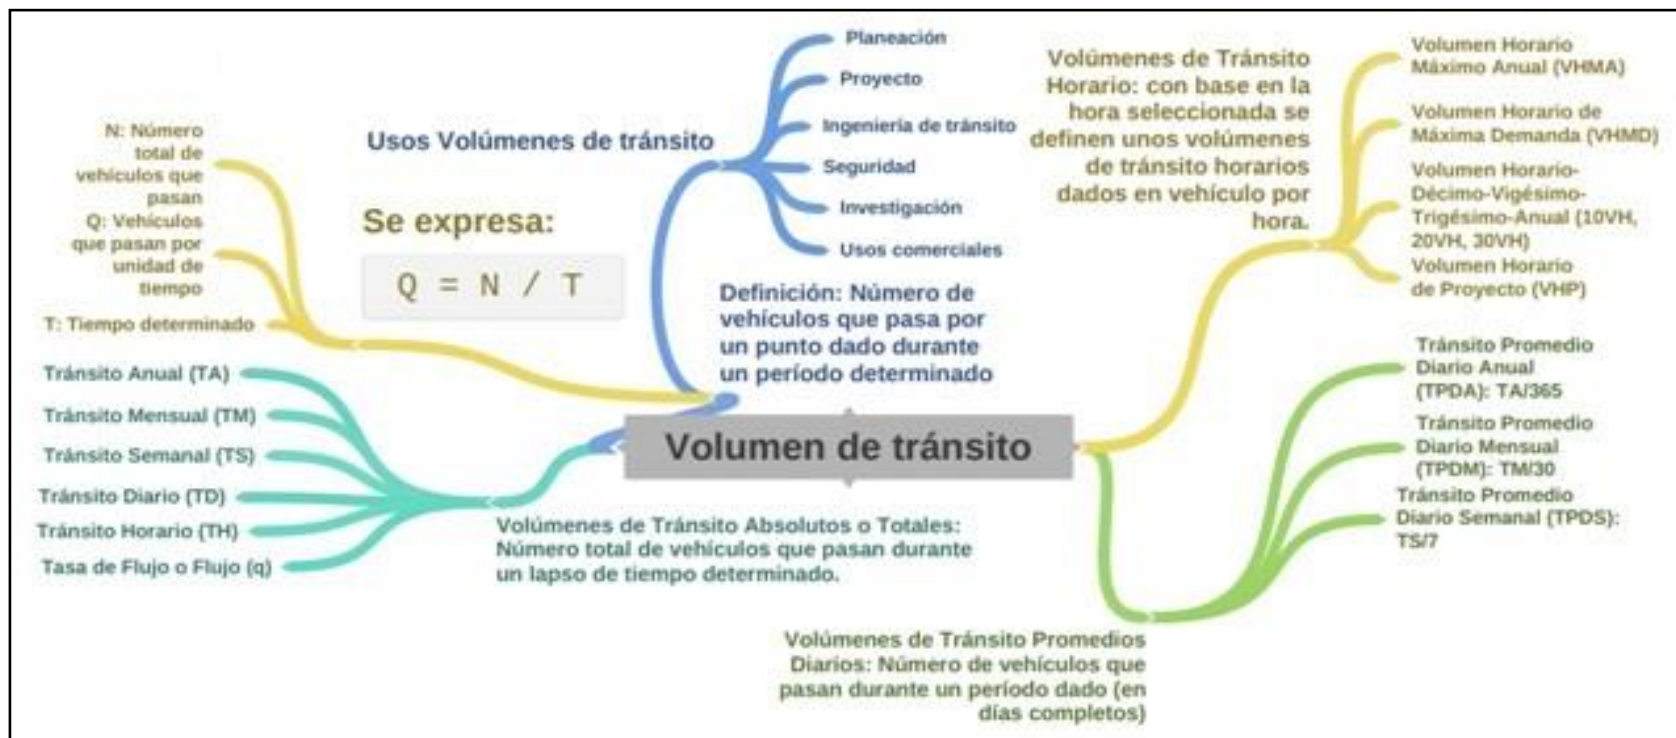 N: Número
total de
vehículos que
pasan
Q: Vehículos
que pasan por
unidad de
tiempo
T: Tiempo determinado
Se expresa:
Q = N / T
Usos Volúmenes de tránsito
Planeación
Proyecto
Ingeniería de tránsito
Seguridad
Investigación
Usos comerciales
Definición: Número de
vehículos que pasa por
un punto dado durante
un período determinado
Volumen de tránsito
Tránsito Anual (TA)
Tránsito Mensual (TM)
Tránsito Semanal (TS)
Tránsito Diario (TD)
Tránsito Horario (TH)
Tasa de Flujo o Flujo (q)
Volúmenes de Tránsito Absolutos o Totales:
Número total de vehículos que pasan durante
un lapso de tiempo determinado.
Volúmenes de Tránsito
Horario: con base en la
hora seleccionada se
definen unos volúmenes
de tránsito horarios
dados en vehículo por
hora.
Volumen Horario
Máximo Anual (VHMA)
Volumen Horario de
Máxima Demanda (VHMD)
Volumen Horario-
Décimo-Vigésimo-
Trigésimo-Anual (10VH,
20VH, 30VH)
Volumen Horario
de Proyecto (VHP)
Tránsito Promedio
Diario Anual
(TPDA): TA/365
Tránsito Promedio
Diario Mensual
(TPDM): TM/30
Tránsito Promedio
Diario Semanal (TPDS):
TS/7
Volúmenes de Tránsito Promedios
Diarios: Número de vehículos que
pasan durante un período dado (en
días completos)